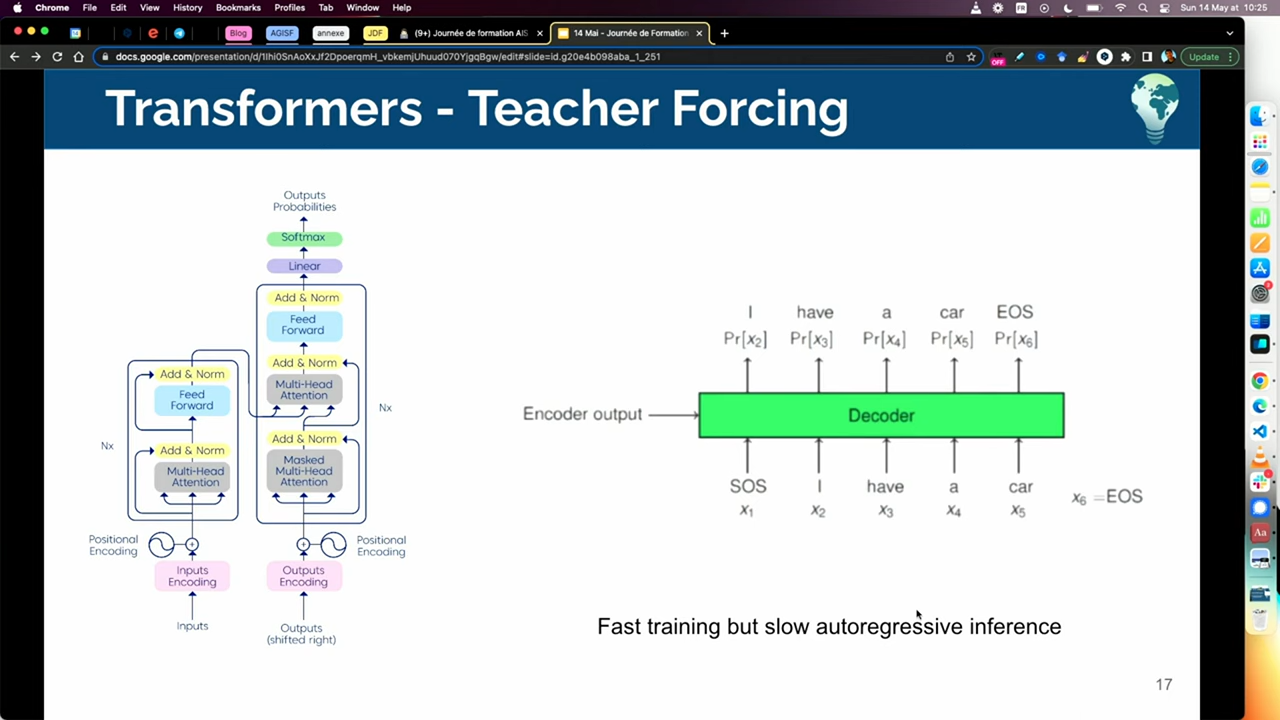 Chrome File Edit View History Bookmarks Profiles Tab Window Help
FR
Sun 14 May at 10:25
Blog
AGISF
annexe
JDF
(9+) Journée de formation AIS
14 Mai - Journée de Formation
docs.google.com/presentation/d/1Ihi0SnAoXxJf2DpoerqmH_vbkemjUhuud070YJgqBgw/edit#slide=id.g20e4b098aba_1_251
OFF
Update
Transformers - Teacher Forcing
Outputs
Probabilities
Softmax
Linear
Add & Norm
Feed
Forward
Add & Norm
Multi-Head
Attention
Add & Norm
Masked
Multi-Head
Attention
Nx
Positional
Encoding
Outputs
Encoding
Outputs
(shifted right)
Add & Norm
Feed
Forward
Add & Norm
Multi-Head
Attention
Nx
Positional
Encoding
Inputs
Encoding
Inputs
I have a car EOS
Pr[x₂] Pr[x₃] Pr[x₄] Pr[x₅] Pr[x₆]
Encoder output
Decoder
SOS I have a car
x₁ x₂ x₃ x₄ x₅
x₆ =EOS
Fast training but slow autoregressive inference
17
Aa